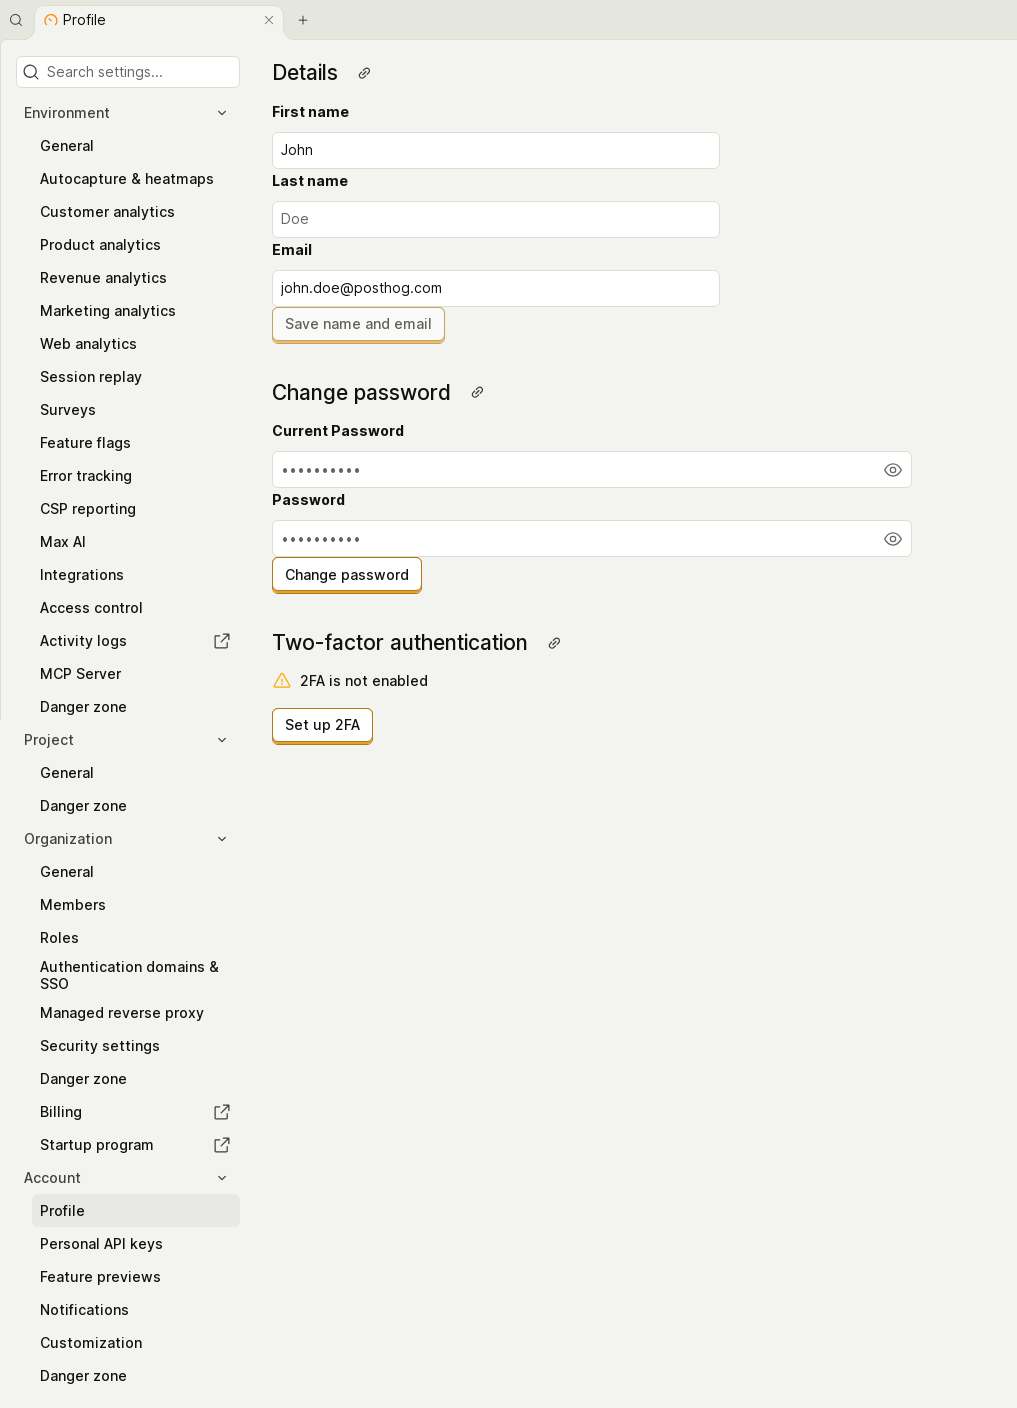 Profile
Search settings...
Environment
General
Autocapture & heatmaps
Customer analytics
Product analytics
Revenue analytics
Marketing analytics
Web analytics
Session replay
Surveys
Feature flags
Error tracking
CSP reporting
Max AI
Integrations
Access control
Activity logs
MCP Server
Danger zone
Project
General
Danger zone
Organization
General
Members
Roles
Authentication domains &
SSO
Managed reverse proxy
Security settings
Danger zone
Billing
Startup program
Account
Profile
Personal API keys
Feature previews
Notifications
Customization
Danger zone
Details
First name
John
Last name
Doe
Email
john.doe@posthog.com
Save name and email
Change password
Current Password
••••••••••
Password
••••••••••
Change password
Two-factor authentication
2FA is not enabled
Set up 2FA